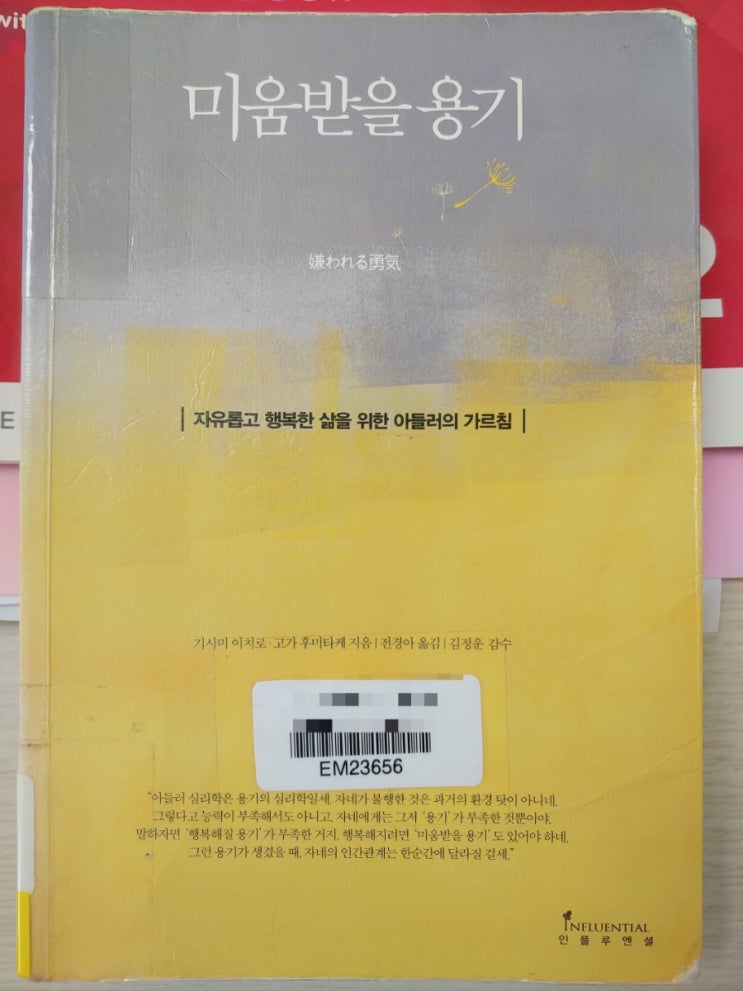 wit
미움받을 용기
嫌われる勇気
E
자유롭고 행복한 삶을 위한 아들러의 가르침
기시미 이치로·고가 후미타케 지음 | 전경아 옮김 | 김정운 감수
EM23656
"아들러 심리학은 용기의 심리학일세. 자네가 불행한 것은 과거의 환경 탓이 아니네.
그렇다고 능력이 부족해서도 아니고. 자네에게는 그저 '용기'가 부족한 것뿐이야.
말하자면 '행복해질 용기'가 부족한 거지. 행복해지려면 '미움받을 용기'도 있어야 하네.
그런 용기가 생겼을 때, 자네의 인간관계는 한순간에 달라질 걸세."
INFLUENTIAL
인플루엔셜